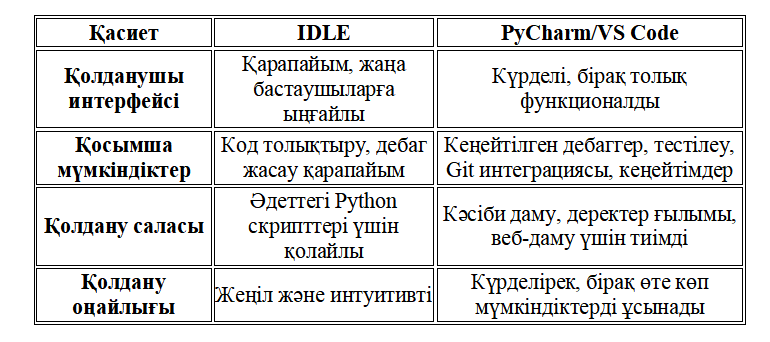 Қасиет IDLE PyCharm/VS Code
Қолданушы
интерфейсі
Қарапайым, жаңа
бастаушыларға
ыңғайлы
Күрделі, бірақ толық
функционалды
Қосымша
мүмкіндіктер
Код толықтыру, дебаг
жасау қарапайым
Кеңейтілген дебаггер, тестілеу,
Git интеграциясы, кеңейтімдер
Қолдану саласы
Әдеттегі Python
скрипттері үшін
қолайлы
Кәсіби даму, деректер ғылымы,
веб-даму үшін тиімді
Қолдану
оңайлығы
Жеңіл және интуитивті
Күрделірек, бірақ өте көп
мүмкіндіктерді ұсынады